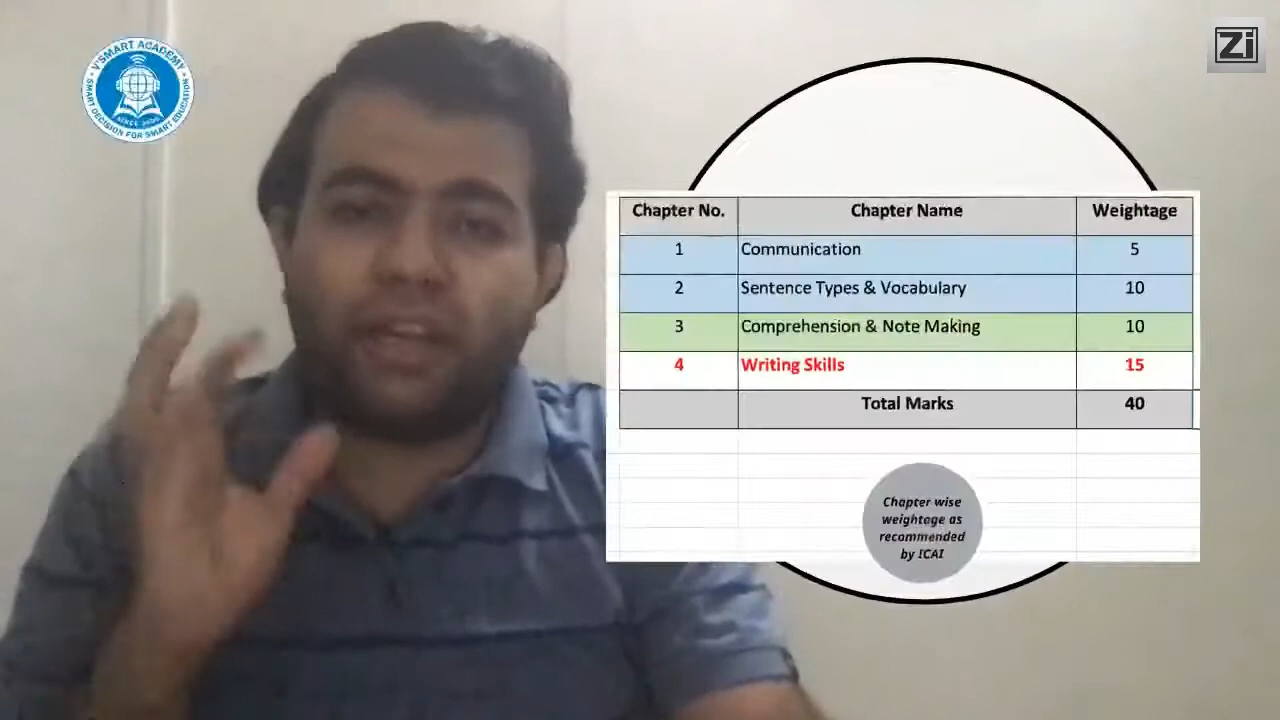 V'SMART ACADEMY
SMART DECISION FOR SMART EDUCATION
Zi
Chapter No. Chapter Name Weightage
1 Communication 5
2 Sentence Types & Vocabulary 10
3 Comprehension & Note Making 10
4 Writing Skills 15
Total Marks 40
Chapter wise
weightage as
recommended
by ICAI